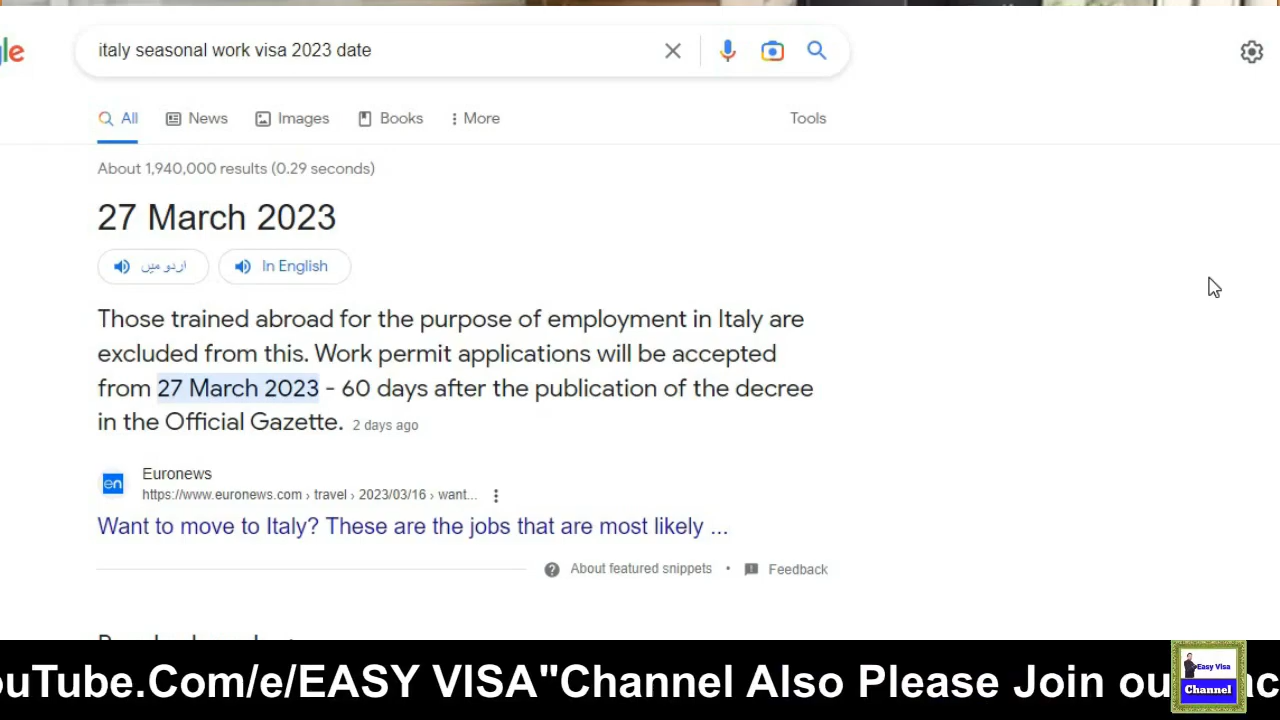 le
italy seasonal work visa 2023 date
All News Images Books More Tools
About 1,940,000 results (0.29 seconds)
27 March 2023
اردو میں In English
Those trained abroad for the purpose of employment in Italy are
excluded from this. Work permit applications will be accepted
from 27 March 2023 - 60 days after the publication of the decree
in the Official Gazette. 2 days ago
en Euronews
https://www.euronews.com › travel › 2023/03/16 › want...
Want to move to Italy? These are the jobs that are most likely ...
About featured snippets • Feedback
ouTube.Com/e/EASY VISA"Channel Also Please Join ou ac
Easy Visa
Channel